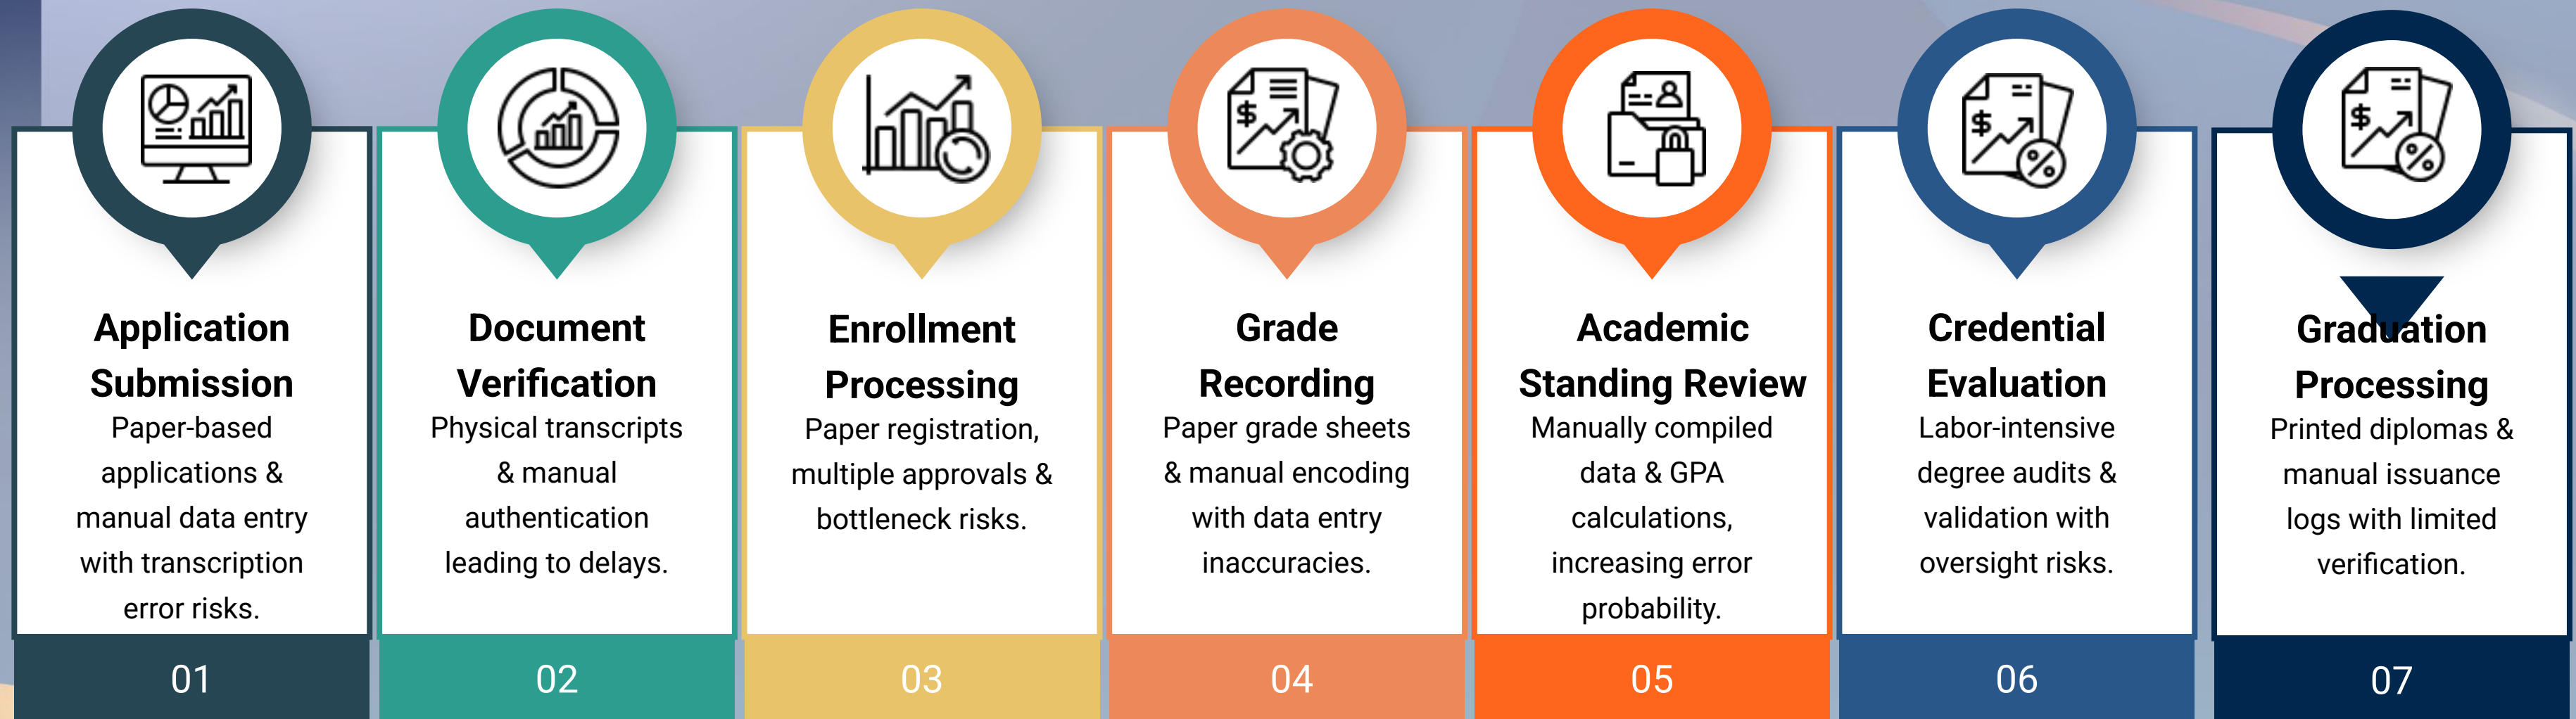 Application
Submission
Paper-based
applications &
manual data entry
with transcription
error risks.
01
Document
Verification
Physical transcripts
& manual
authentication
leading to delays.
02
Enrollment
Processing
Paper registration,
multiple approvals &
bottleneck risks.
03
Grade
Recording
Paper grade sheets
& manual encoding
with data entry
inaccuracies.
04
Academic
Standing Review
Manually compiled
data & GPA
calculations,
increasing error
probability.
05
Credential
Evaluation
Labor-intensive
degree audits &
validation with
oversight risks.
06
Graduation
Processing
Printed diplomas &
manual issuance
logs with limited
verification.
07